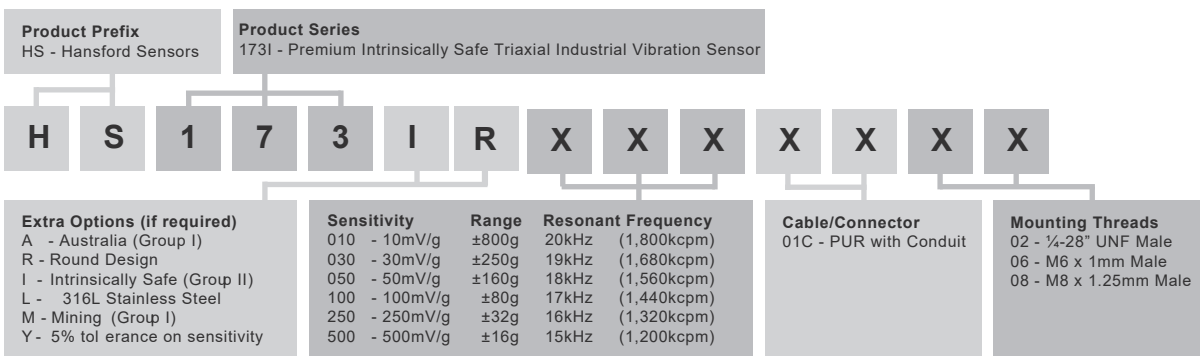 Product Prefix
HS - Hansford Sensors
Product Series
173I - Premium Intrinsically Safe Triaxial Industrial Vibration Sensor
H S 1 7 3 I R X X X X X X X
Extra Options (if required)
A - Australia (Group I)
R - Round Design
I - Intrinsically Safe (Group II)
L - 316L Stainless Steel
M - Mining (Group I)
Y - 5% tol erance on sensitivity
Sensitivity Range Resonant Frequency
010 - 10mV/g ±800g 20kHz (1,800kcpm)
030 - 30mV/g ±250g 19kHz (1,680kcpm)
050 - 50mV/g ±160g 18kHz (1,560kcpm)
100 - 100mV/g ±80g 17kHz (1,440kcpm)
250 - 250mV/g ±32g 16kHz (1,320kcpm)
500 - 500mV/g ±16g 15kHz (1,200kcpm)
Cable/Connector
01C - PUR with Conduit
Mounting Threads
02 - ¼-28" UNF Male
06 - M6 x 1mm Male
08 - M8 x 1.25mm Male